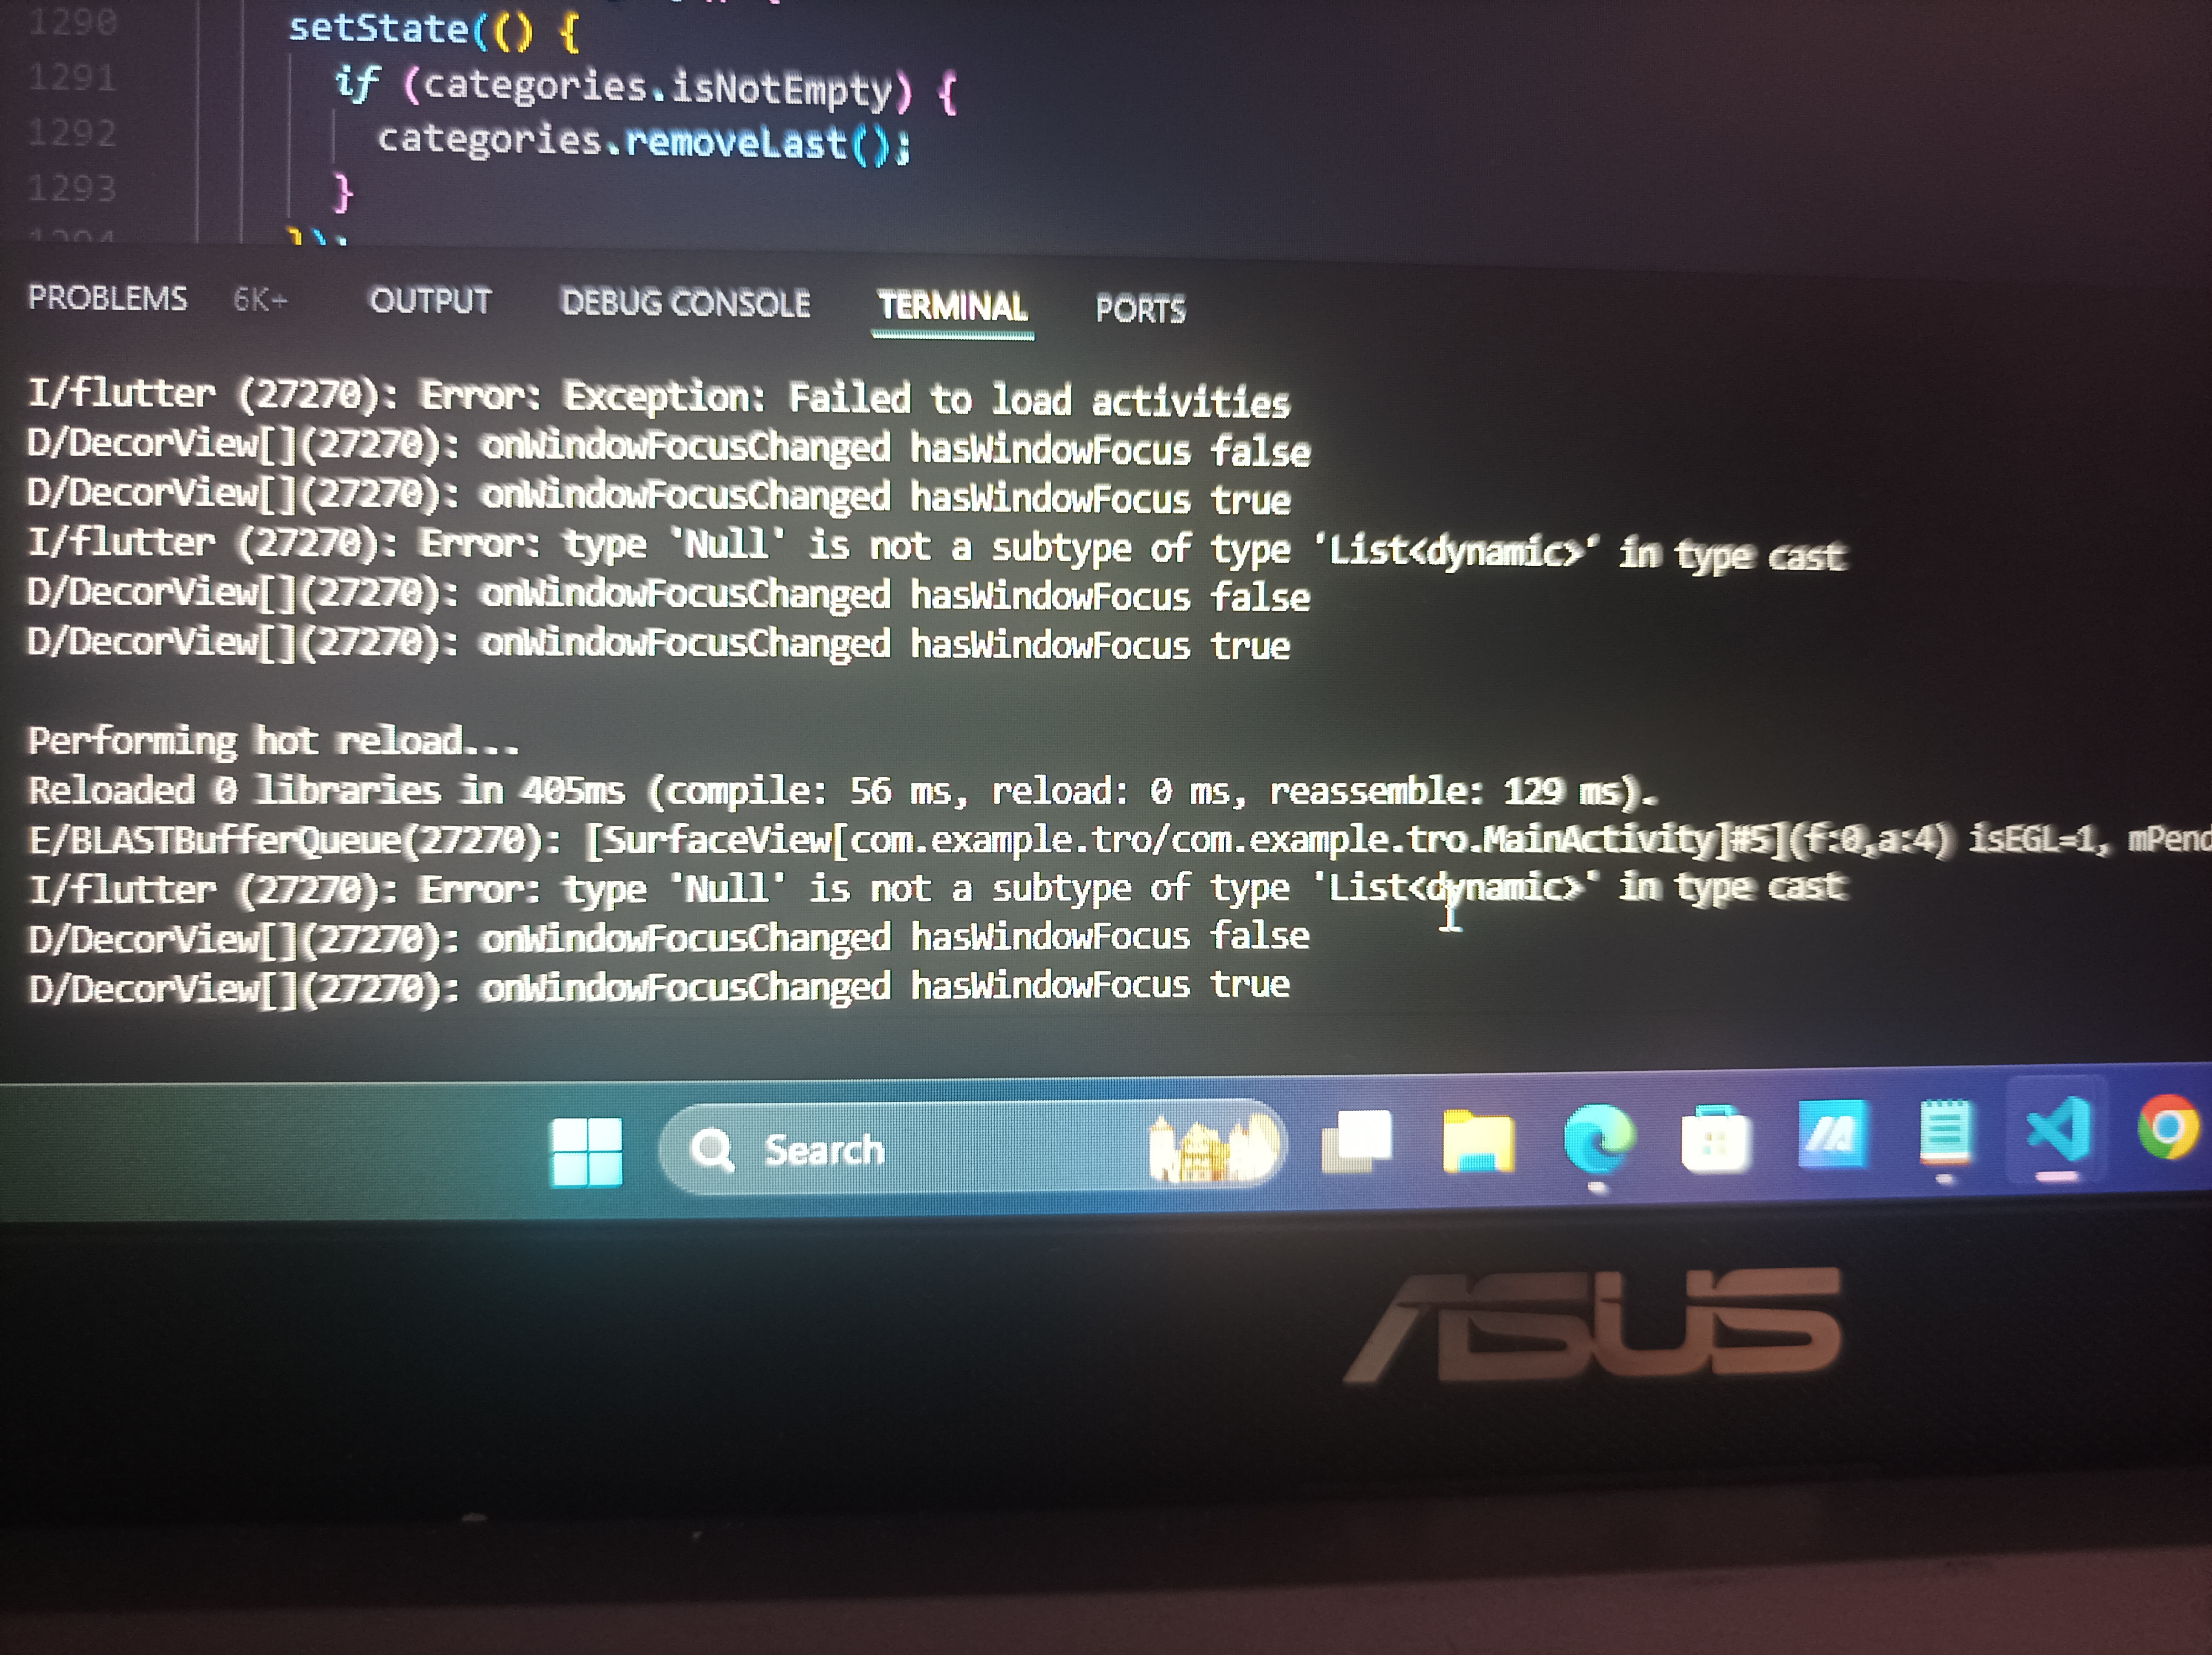 1290 setState(() {
1291 if (categories.isNotEmpty) {
1292 categories.removeLast();
1293 }
1294 });
PROBLEMS 6K+ OUTPUT DEBUG CONSOLE TERMINAL PORTS
I/flutter (27270): Error: Exception: Failed to load activities
D/DecorView[](27270): onWindowFocusChanged hasWindowFocus false
D/DecorView[](27270): onWindowFocusChanged hasWindowFocus true
I/flutter (27270): Error: type 'Null' is not a subtype of type 'List<dynamic>' in type cast
D/DecorView[](27270): onWindowFocusChanged hasWindowFocus false
D/DecorView[](27270): onWindowFocusChanged hasWindowFocus true
Performing hot reload...
Reloaded 0 libraries in 405ms (compile: 56 ms, reload: 0 ms, reassemble: 129 ms).
E/BLASTBufferQueue(27270): [SurfaceView[com.example.tro/com.example.tro.MainActivity]#5](f:0,a:4) isEGL=1, mPend
I/flutter (27270): Error: type 'Null' is not a subtype of type 'List<dynamic>' in type cast
D/DecorView[](27270): onWindowFocusChanged hasWindowFocus false
D/DecorView[](27270): onWindowFocusChanged hasWindowFocus true
Search
ASUS